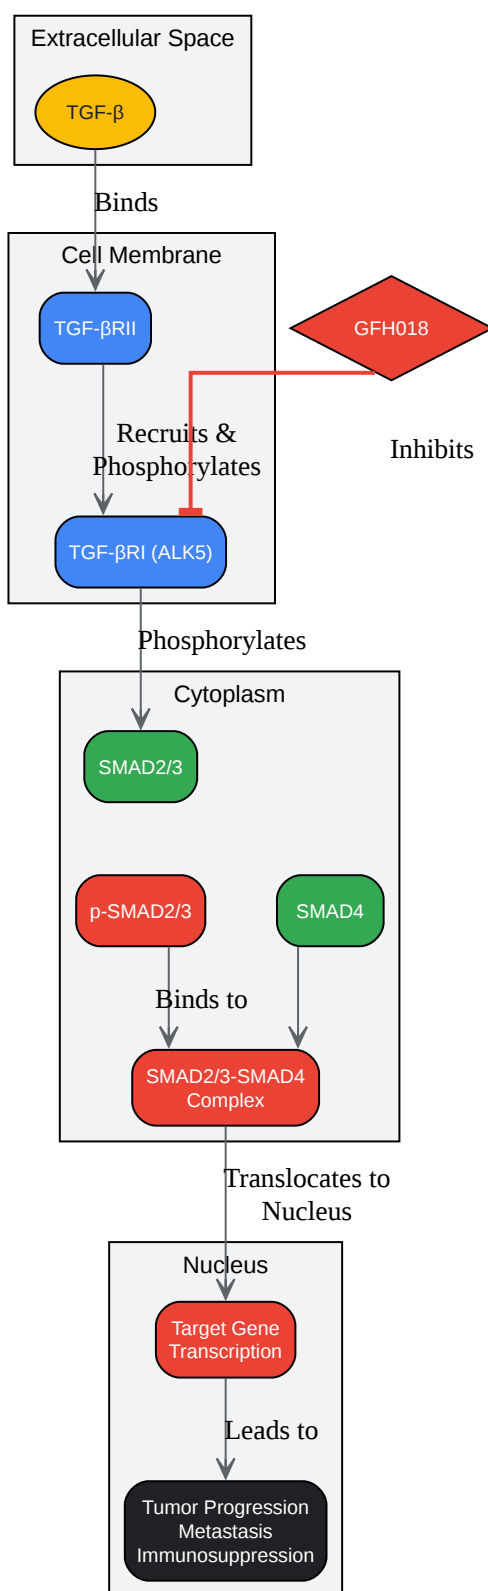 Extracellular Space
TGF-β
Binds
Cell Membrane
TGF-βRII
GFH018
Recruits &
Phosphorylates
Inhibits
TGF-βRI (ALK5)
Phosphorylates
Cytoplasm
SMAD2/3
p-SMAD2/3
SMAD4
Binds to
SMAD2/3-SMAD4
Complex
Translocates to
Nucleus
Nucleus
Target Gene
Transcription
Leads to
Tumor Progression
Metastasis
Immunosuppression